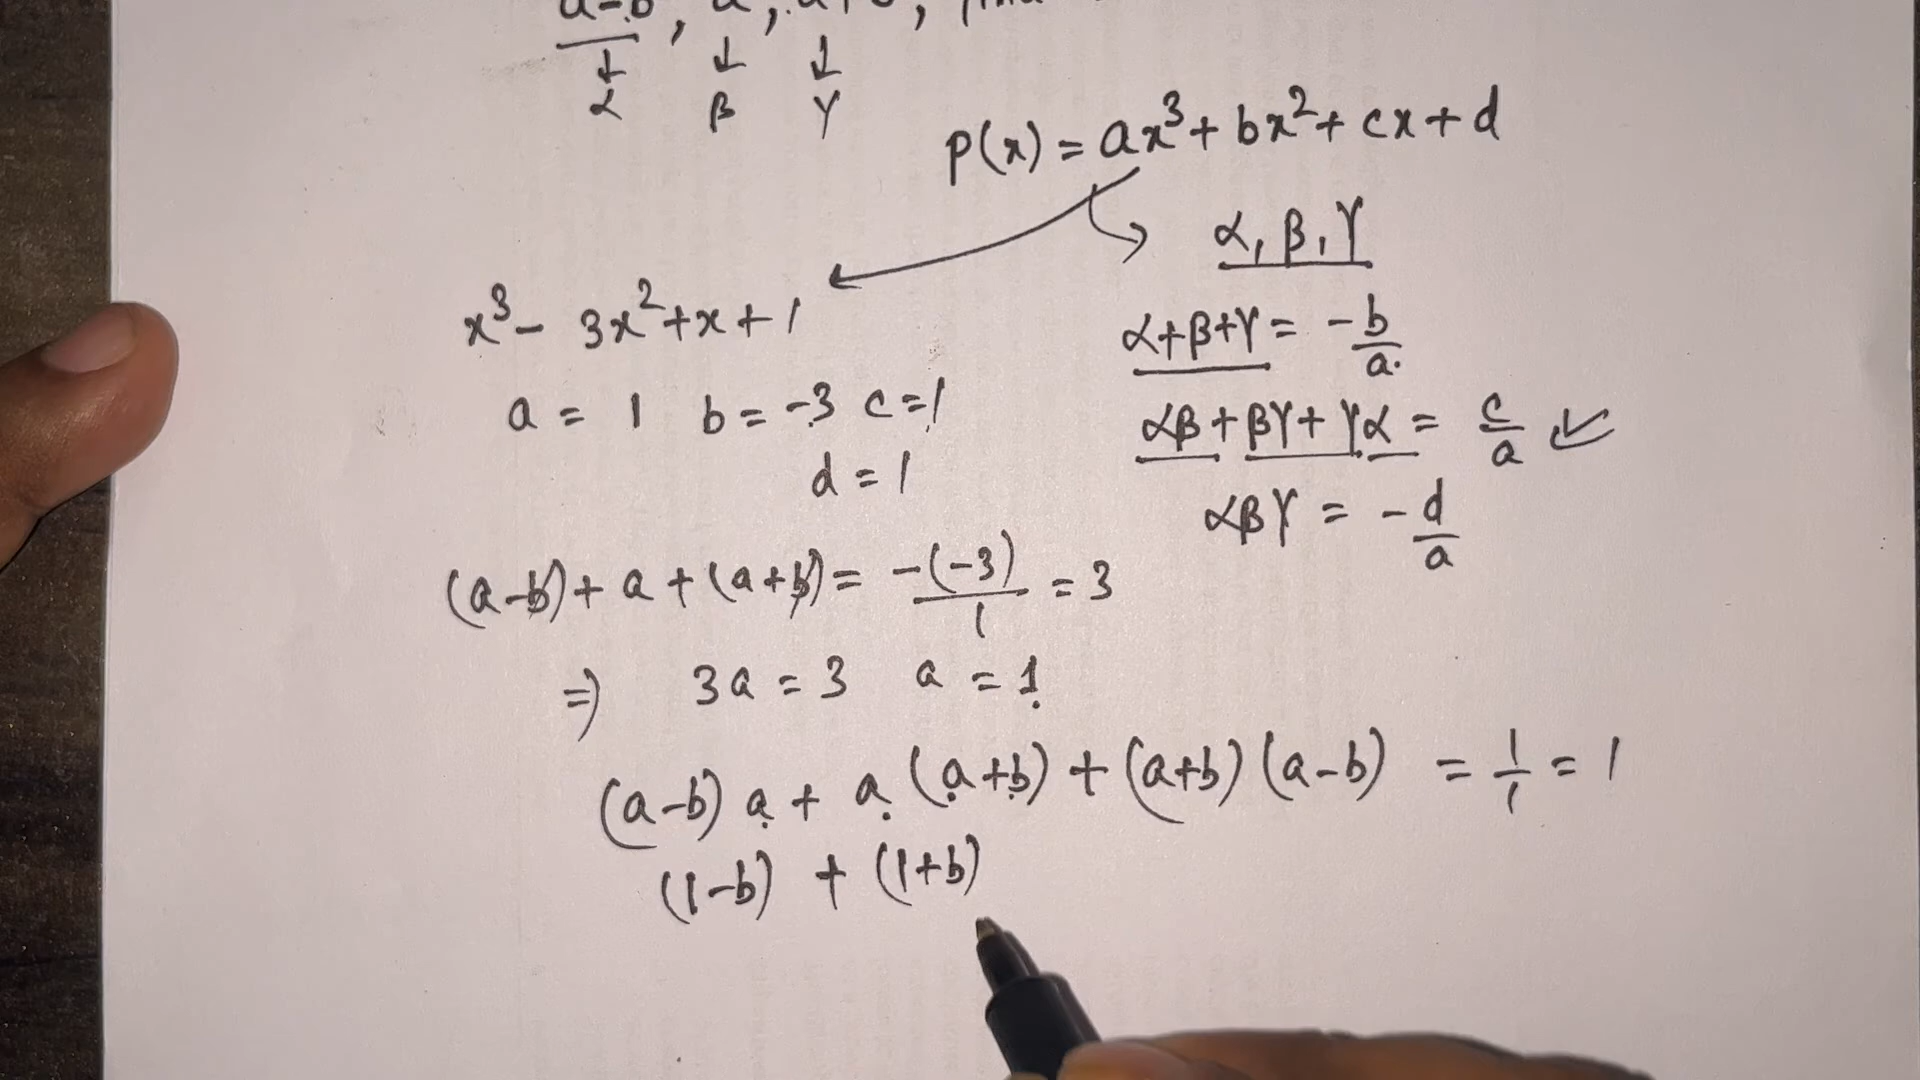 a-b, a, a+b,
↓ ↓ ↓
α β γ
p(x) = ax³ + bx² + cx + d
α, β, γ
x³ - 3x² + x + 1
α+β+γ = -b/a
a = 1 b = -3 c = 1
αβ + βγ + γα = c/a ✓
d = 1
αβγ = -d/a
(a-b) + a + (a+b) = -(-3)/1 = 3
⇒ 3a = 3 a = 1
(a-b) a + a (a+b) + (a+b) (a-b) = 1/1 = 1
(1-b) + (1+b)